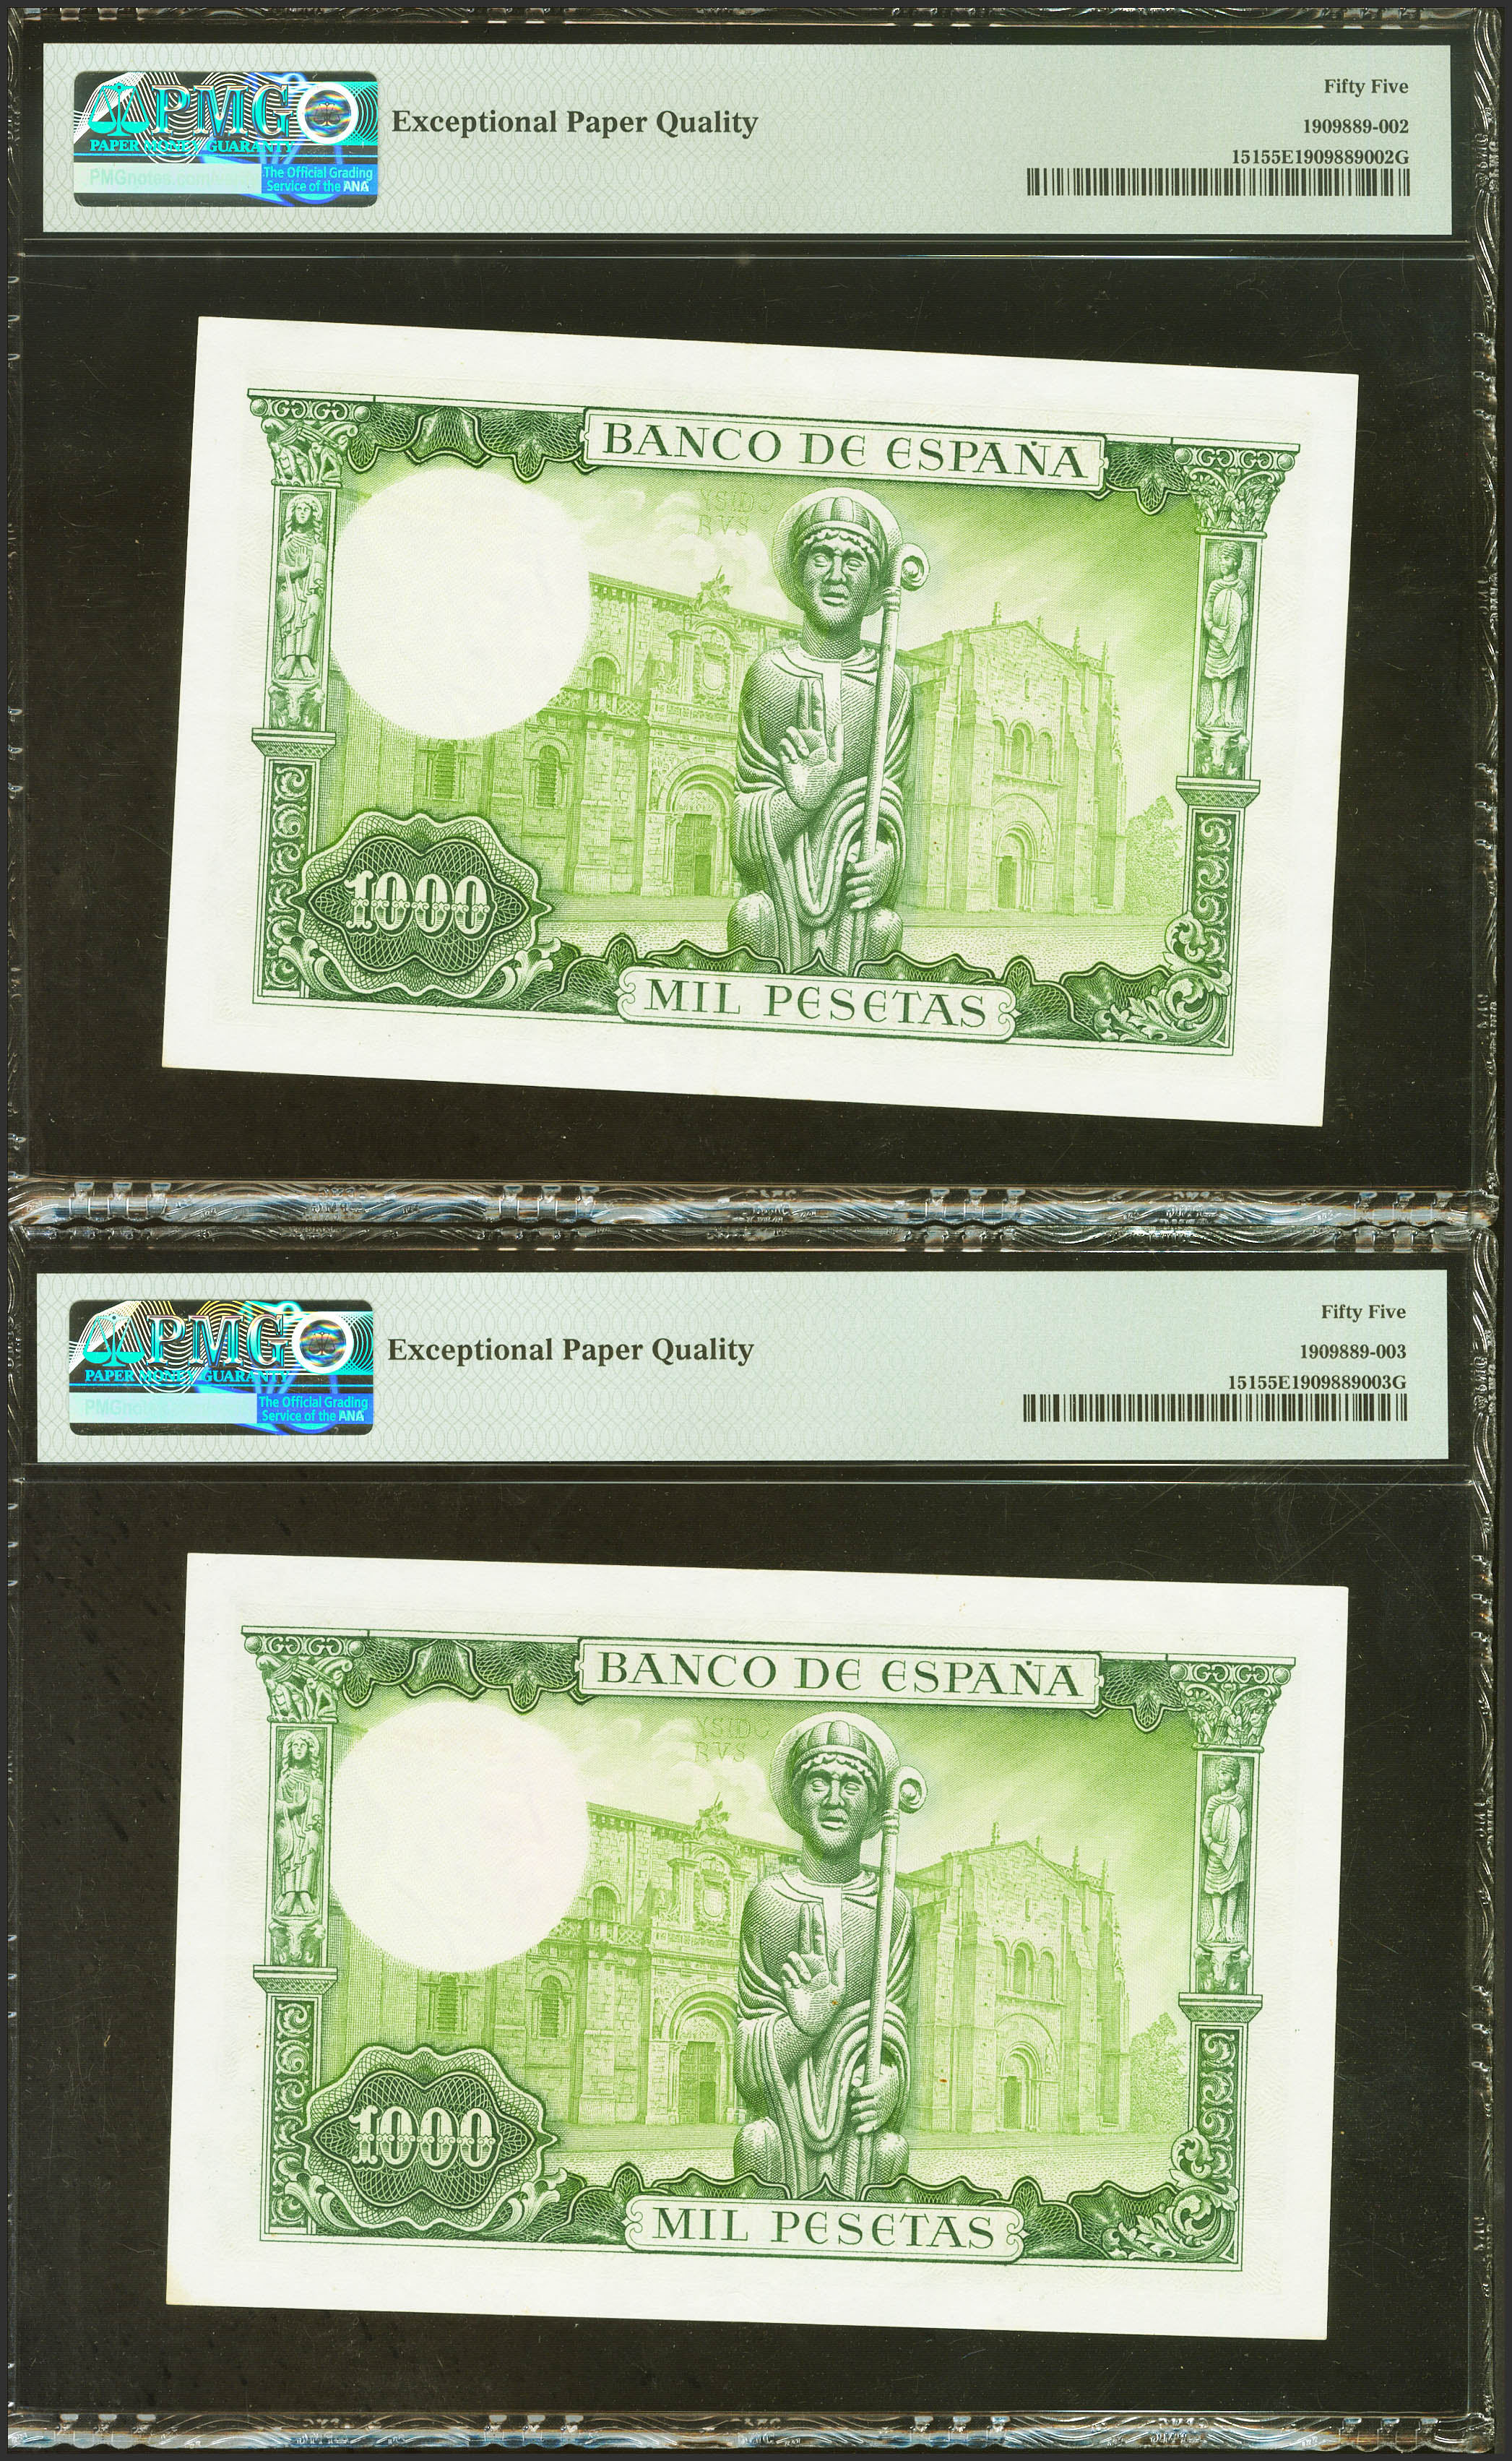 PMG
PAPER MONEY GUARANTY
PMGnotes.com
The Official Grading
Service of the ANA
Exceptional Paper Quality
Fifty Five
1909889-002
15155E1909889002G
BANCO DE ESPAÑA
YSIDO
RVS
1000
MIL PESETAS
PMG
PAPER MONEY GUARANTY
The Official Grading
Service of the ANA
Exceptional Paper Quality
Fifty Five
1909889-003
15155E1909889003G
BANCO DE ESPAÑA
YSIDO
RVS
1000
MIL PESETAS